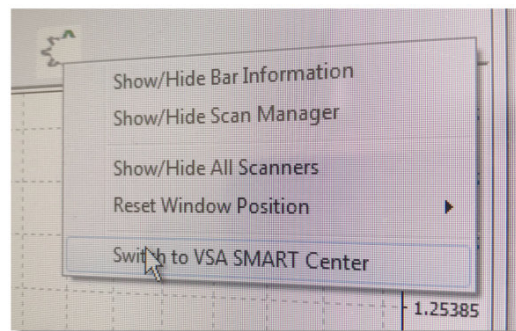 Show/Hide Bar Information
Show/Hide Scan Manager
Show/Hide All Scanners
Reset Window Position
Switch to VSA SMART Center
1.25385